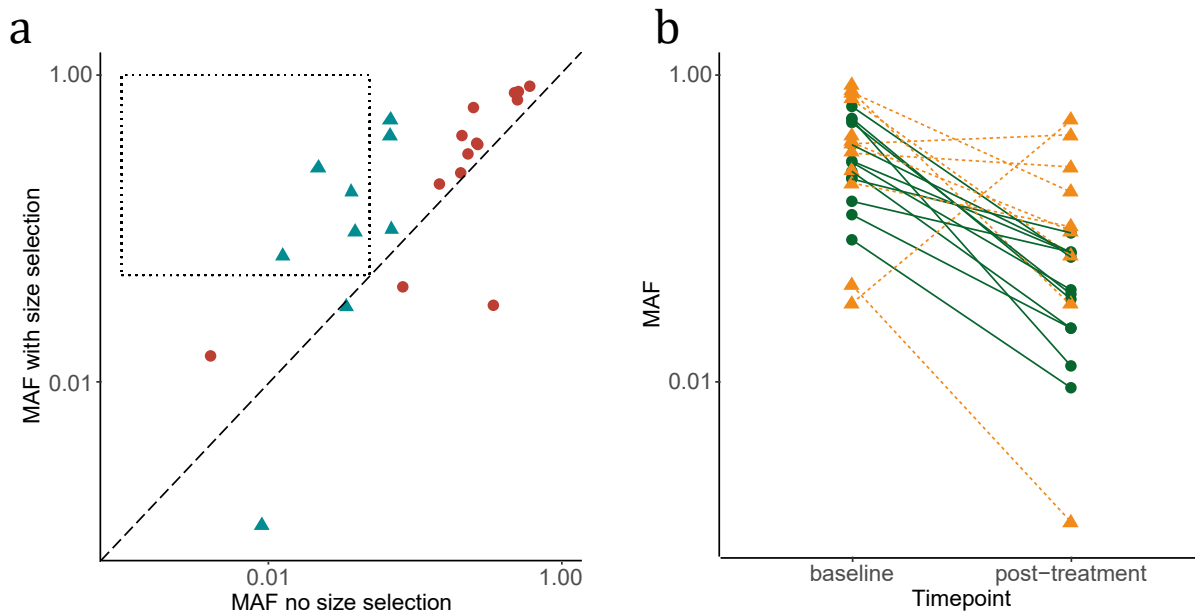 a
1.00
0.01
MAF with size selection
0.01
1.00
MAF no size selection
b
1.00
0.01
MAF
baseline
post−treatment
Timepoint